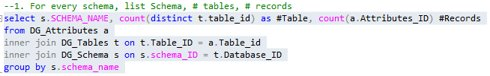 --1. For every schema, list Schema, # tables, # records
select s.SCHEMA_NAME, count(distinct t.table_id) as #Table, count(a.Attributes_ID) #Records
from DG_Attributes a
inner join DG_Tables t on t.Table_ID = a.Table_id
inner join DG_Schema s on s.schema_ID = t.Database_ID
group by s.schema_name